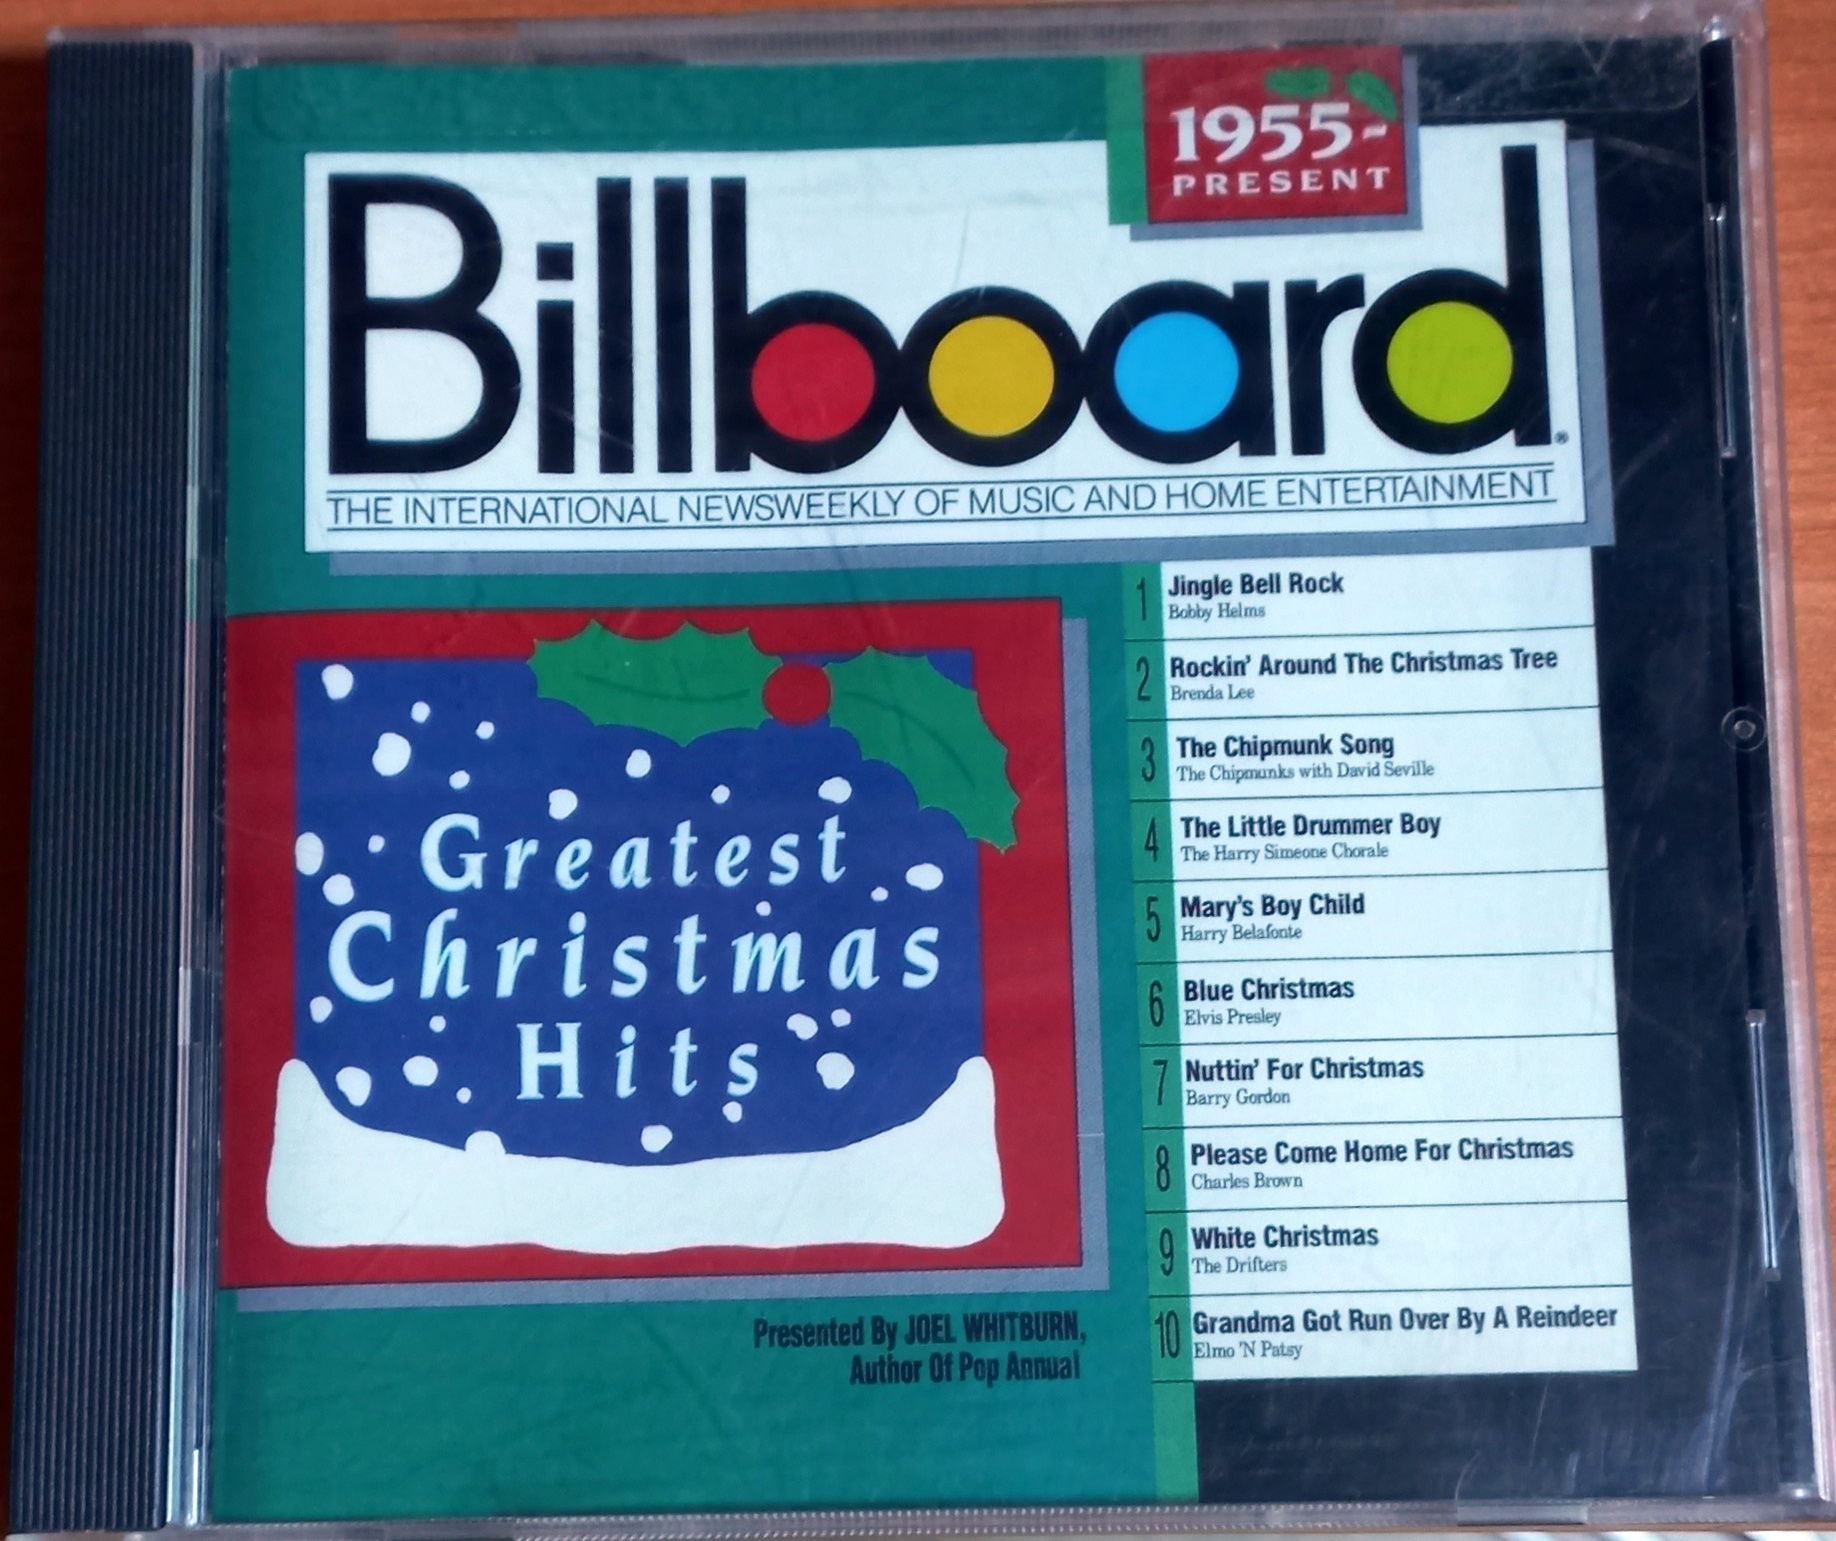 1955-
PRESENT
Billboard®
THE INTERNATIONAL NEWSWEEKLY OF MUSIC AND HOME ENTERTAINMENT
Greatest
Christmas
Hits
1 Jingle Bell Rock
Bobby Helms
2 Rockin' Around The Christmas Tree
Brenda Lee
3 The Chipmunk Song
The Chipmunks with David Seville
4 The Little Drummer Boy
The Harry Simeone Chorale
5 Mary's Boy Child
Harry Belafonte
6 Blue Christmas
Elvis Presley
7 Nuttin' For Christmas
Barry Gordon
8 Please Come Home For Christmas
Charles Brown
9 White Christmas
The Drifters
10 Grandma Got Run Over By A Reindeer
Elmo 'N Patsy
Presented By JOEL WHITBURN,
Author Of Pop Annual